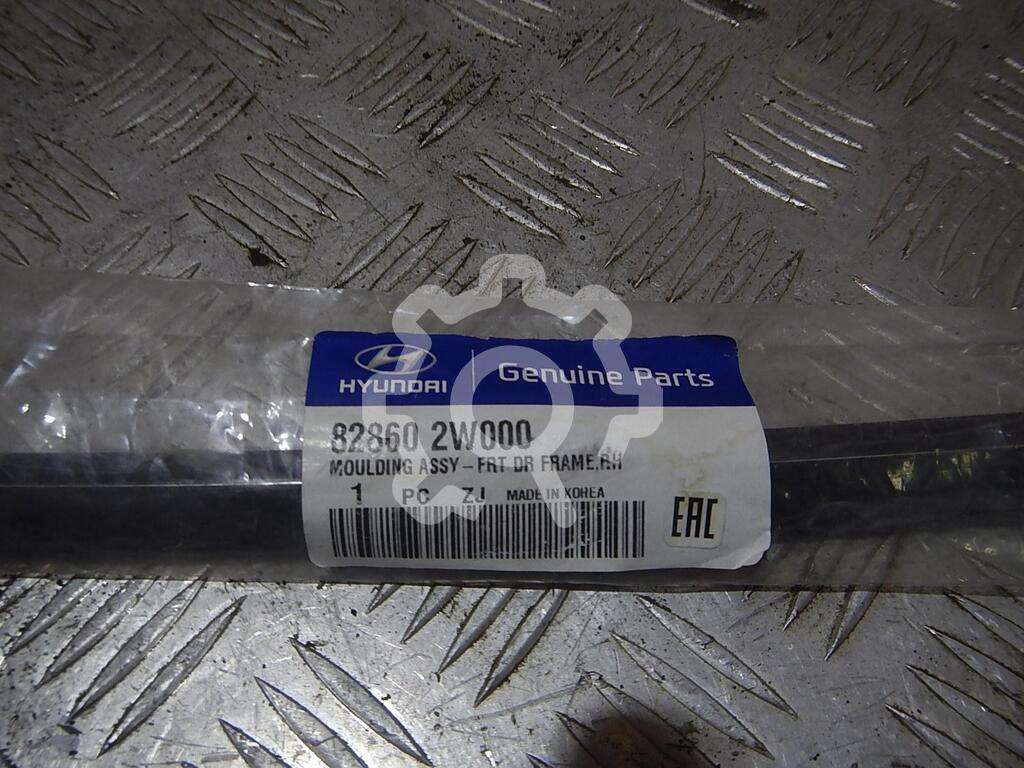 HYUNDAI
Genuine Parts
82860 2W000
MOULDING ASSY-FRT DR FRAME,RH
1 PC ZJ MADE IN KOREA
EAC